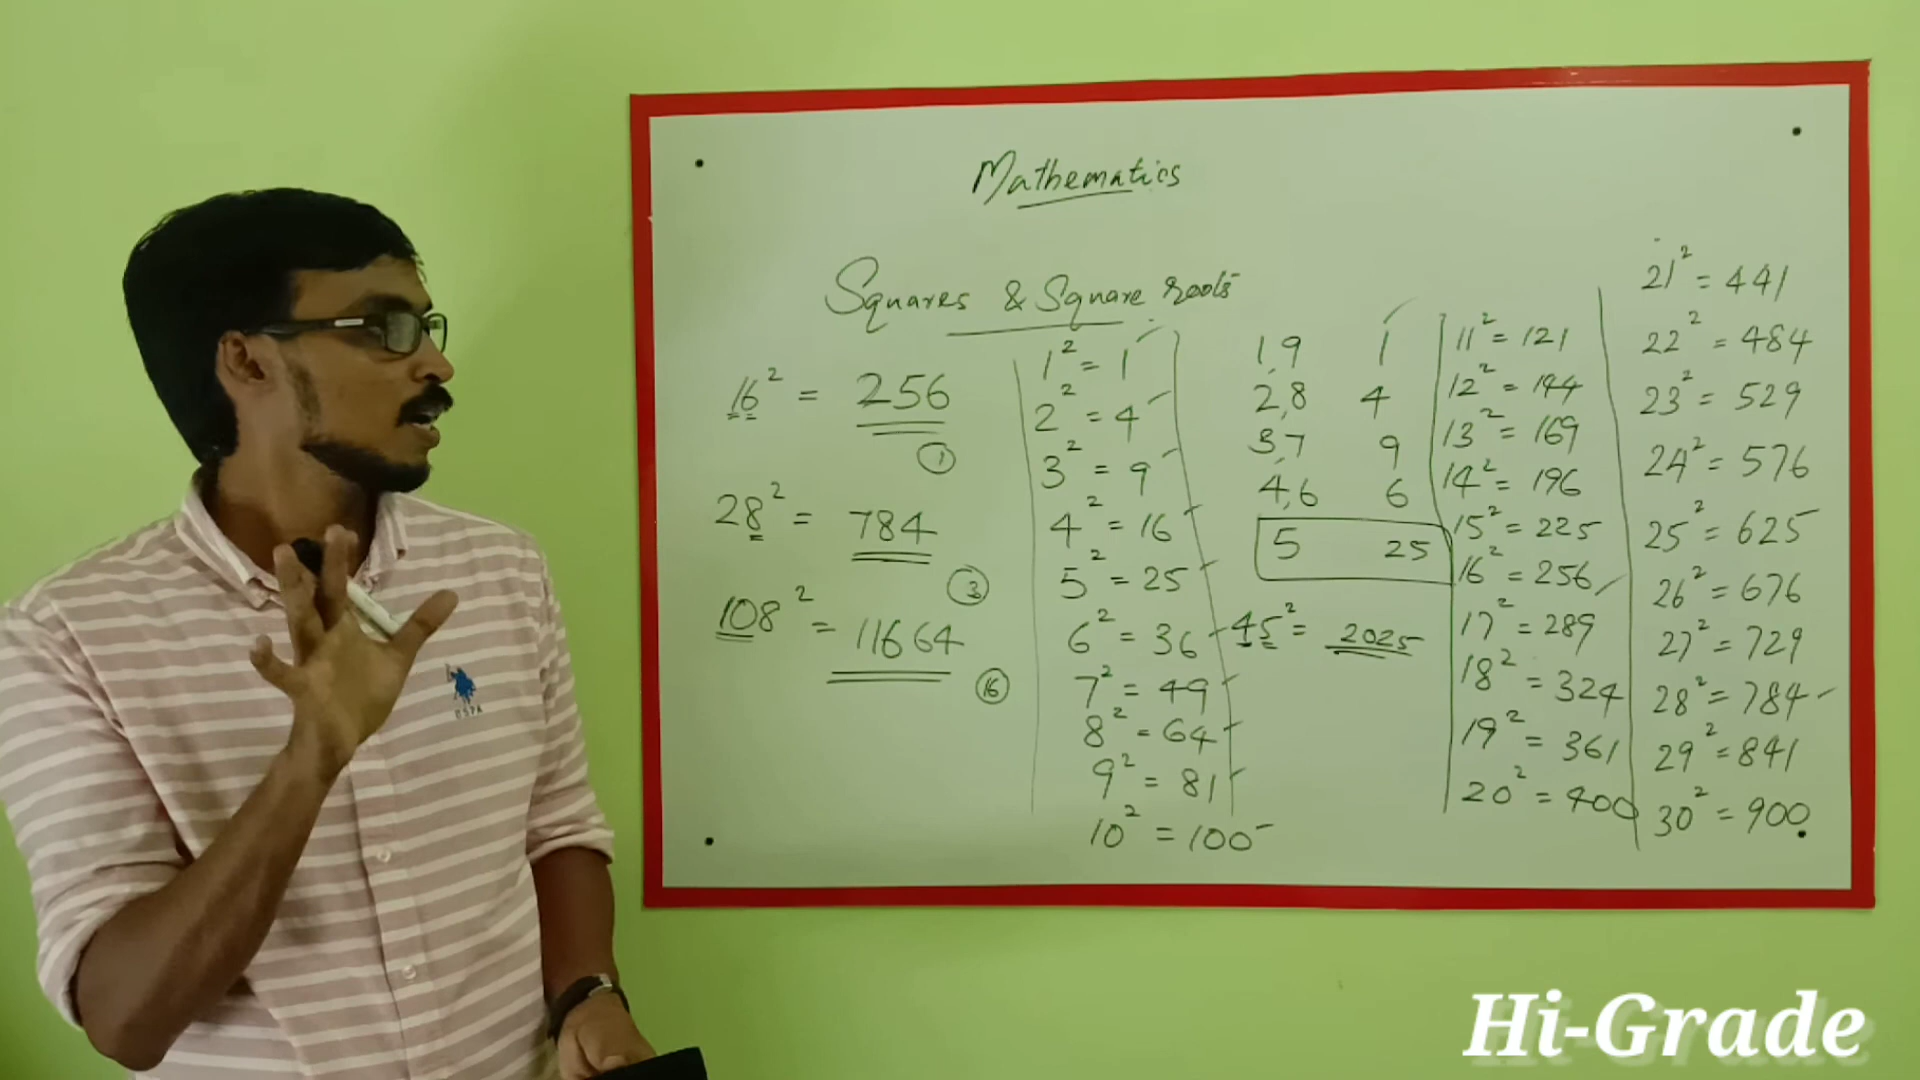 Mathematics
Squares & Square roots
16² = 256
①
28² = 784
③
108² = 11664
⑯
1² = 1
2² = 4
3² = 9
4² = 16
5² = 25
6² = 36
7² = 49
8² = 64
9² = 81
10² = 100
1,9 1
2,8 4
3,7 9
4,6 6
5 25
45² = 2025
11² = 121
12² = 144
13² = 169
14² = 196
15² = 225
16² = 256
17² = 289
18² = 324
19² = 361
20² = 400
21² = 441
22² = 484
23² = 529
24² = 576
25² = 625
26² = 676
27² = 729
28² = 784
29² = 841
30² = 900
USPA
Hi-Grade